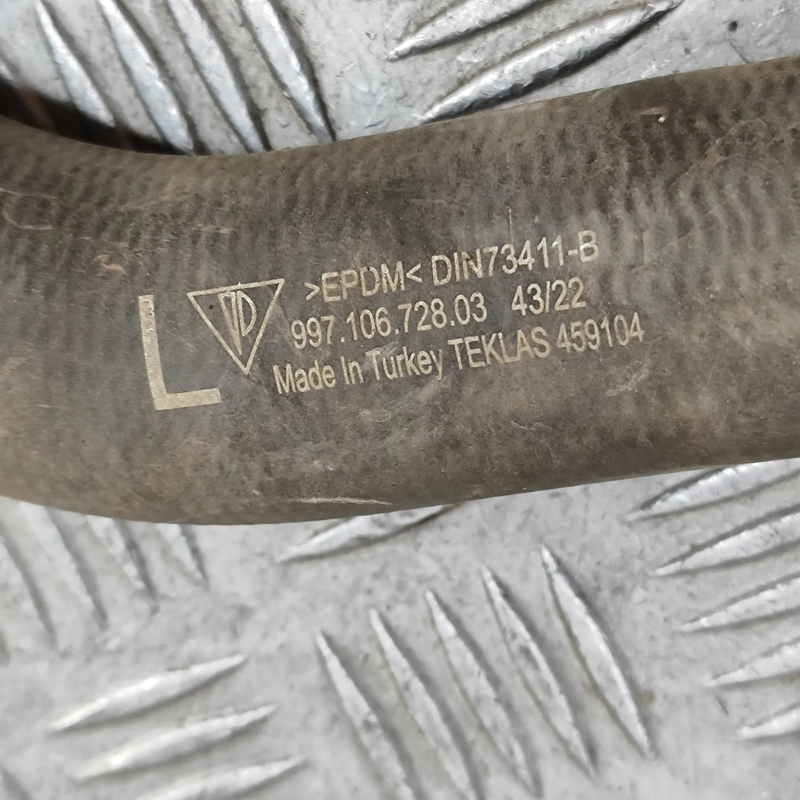 L
>EPDM< DIN73411-B
997.106.728.03 43/22
Made In Turkey TEKLAS 459104